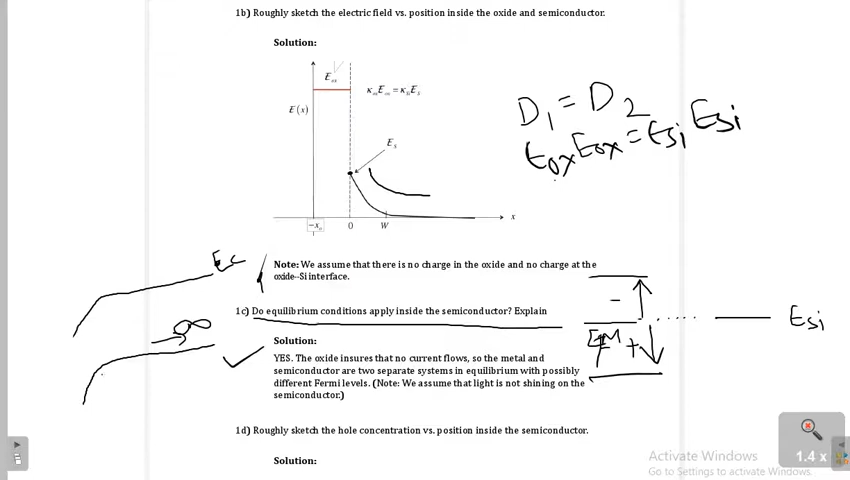 1b) Roughly sketch the electric field vs. position inside the oxide and semiconductor.
Solution:
E_ox
κ_ox E_ox = κ_s E_s
E(x)
E_s
-x_o 0 W x
D1 = D2
Eox Eox = Esi Esi
Ec
Note: We assume that there is no charge in the oxide and no charge at the
oxide–Si interface.
1c) Do equilibrium conditions apply inside the semiconductor? Explain
Solution:
YES. The oxide insures that no current flows, so the metal and
semiconductor are two separate systems in equilibrium with possibly
different Fermi levels. (Note: We assume that light is not shining on the
semiconductor.)
-
+
Esi
1d) Roughly sketch the hole concentration vs. position inside the semiconductor.
Solution:
Activate Windows
Go to Settings to activate Windows.
1.4 x